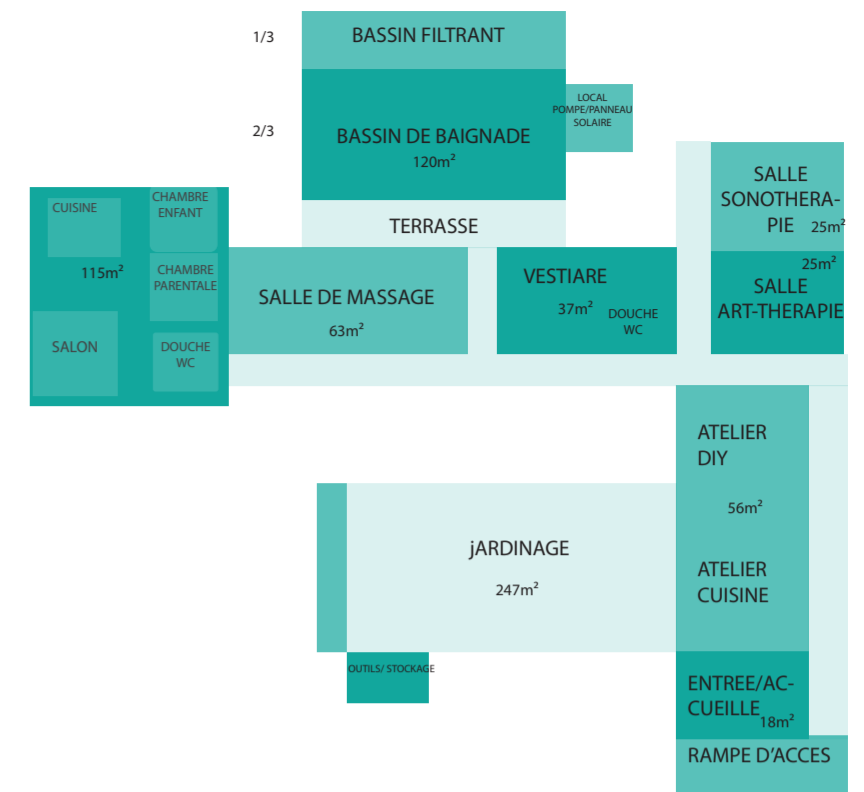 1/3
BASSIN FILTRANT
2/3
BASSIN DE BAIGNADE
120m²
LOCAL
POMPE/PANNEAU
SOLAIRE
TERRASSE
CUISINE
CHAMBRE
ENFANT
115m²
CHAMBRE
PARENTALE
SALON
DOUCHE
WC
SALLE DE MASSAGE
63m²
VESTIARE
37m²
DOUCHE
WC
SALLE
SONOTHERA-
PIE 25m²
25m²
SALLE
ART-THERAPIE
ATELIER
DIY
56m²
ATELIER
CUISINE
jARDINAGE
247m²
OUTILS/ STOCKAGE
ENTREE/AC-
CUEILLE
18m²
RAMPE D'ACCES